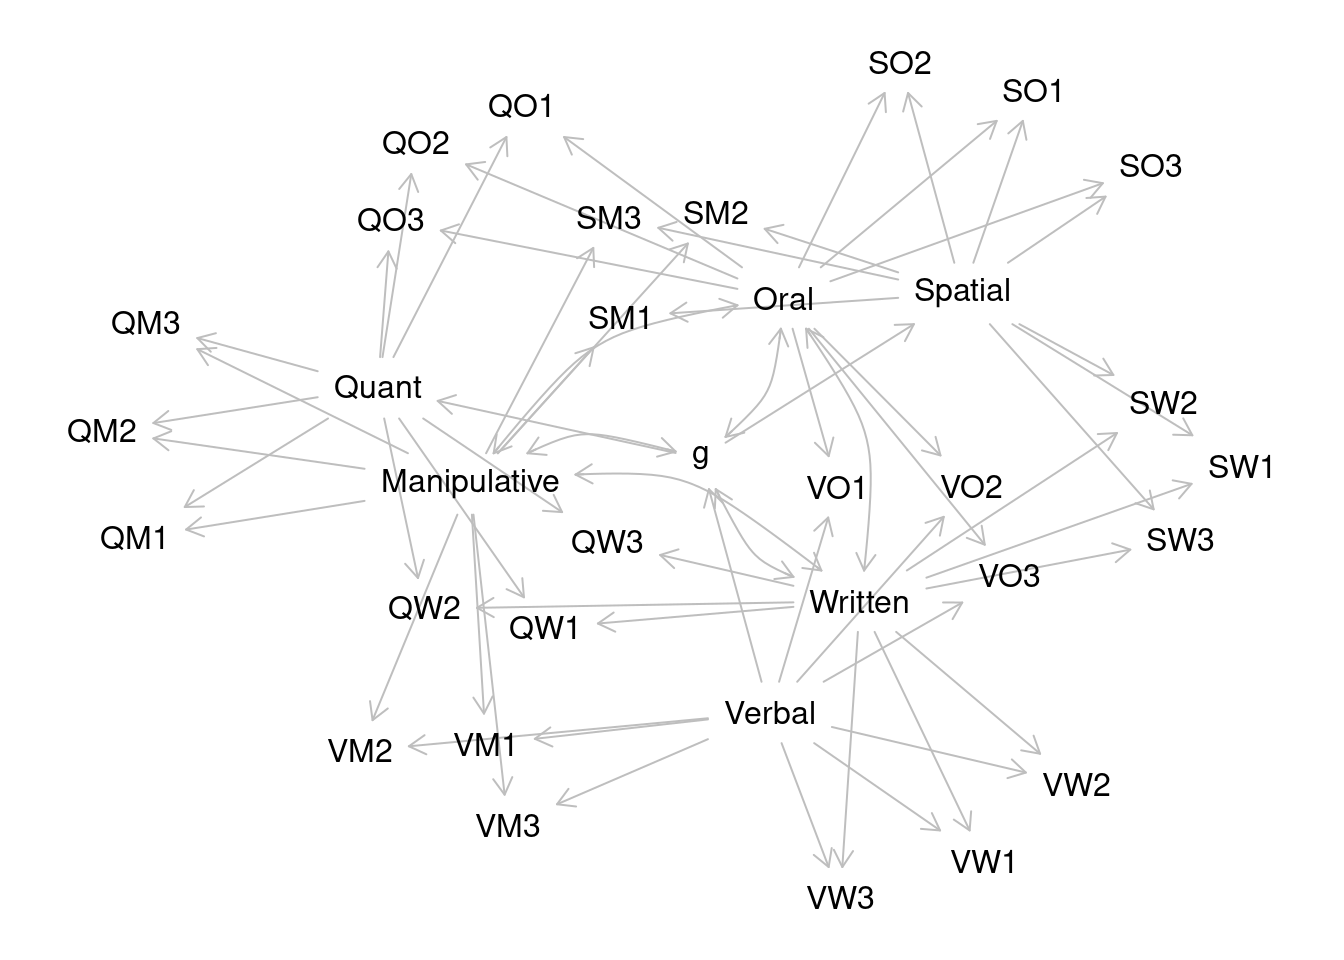 SO2
SO1
QO1
QO2
SO3
QO3
SM3
SM2
Oral
Spatial
SM1
QM3
Quant
SW2
QM2
g
SW1
Manipulative
VO1
VO2
QM1
QW3
SW3
VO3
QW2
Written
QW1
Verbal
VM2
VM1
VW2
VM3
VW1
VW3